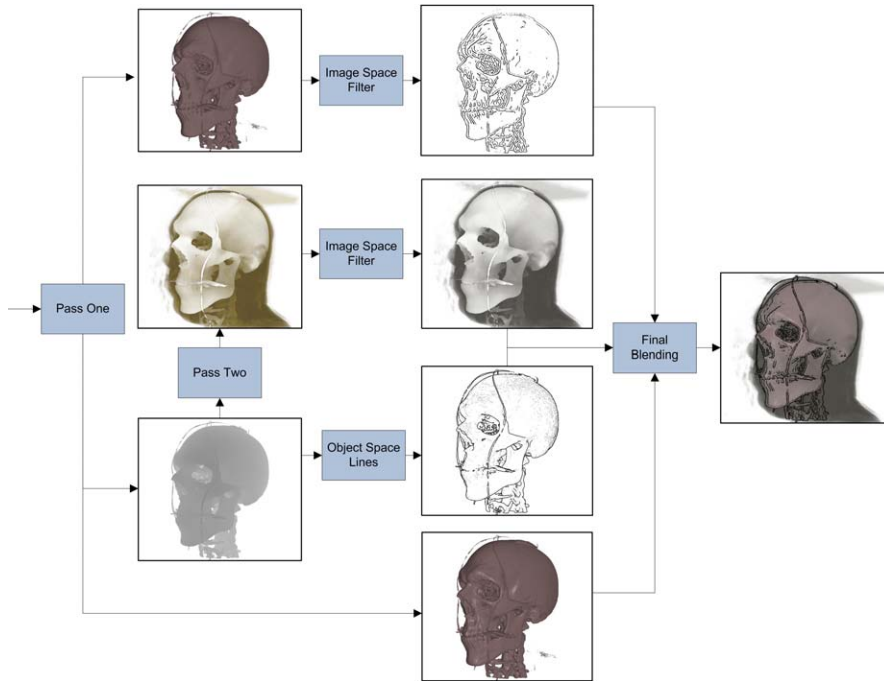 Image Space
Filter
Image Space
Filter
Pass One
Final
Blending
Pass Two
Object Space
Lines